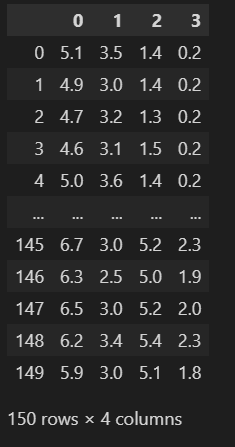 0 1 2 3
0 5.1 3.5 1.4 0.2
1 4.9 3.0 1.4 0.2
2 4.7 3.2 1.3 0.2
3 4.6 3.1 1.5 0.2
4 5.0 3.6 1.4 0.2
... ... ... ... ...
145 6.7 3.0 5.2 2.3
146 6.3 2.5 5.0 1.9
147 6.5 3.0 5.2 2.0
148 6.2 3.4 5.4 2.3
149 5.9 3.0 5.1 1.8
150 rows × 4 columns